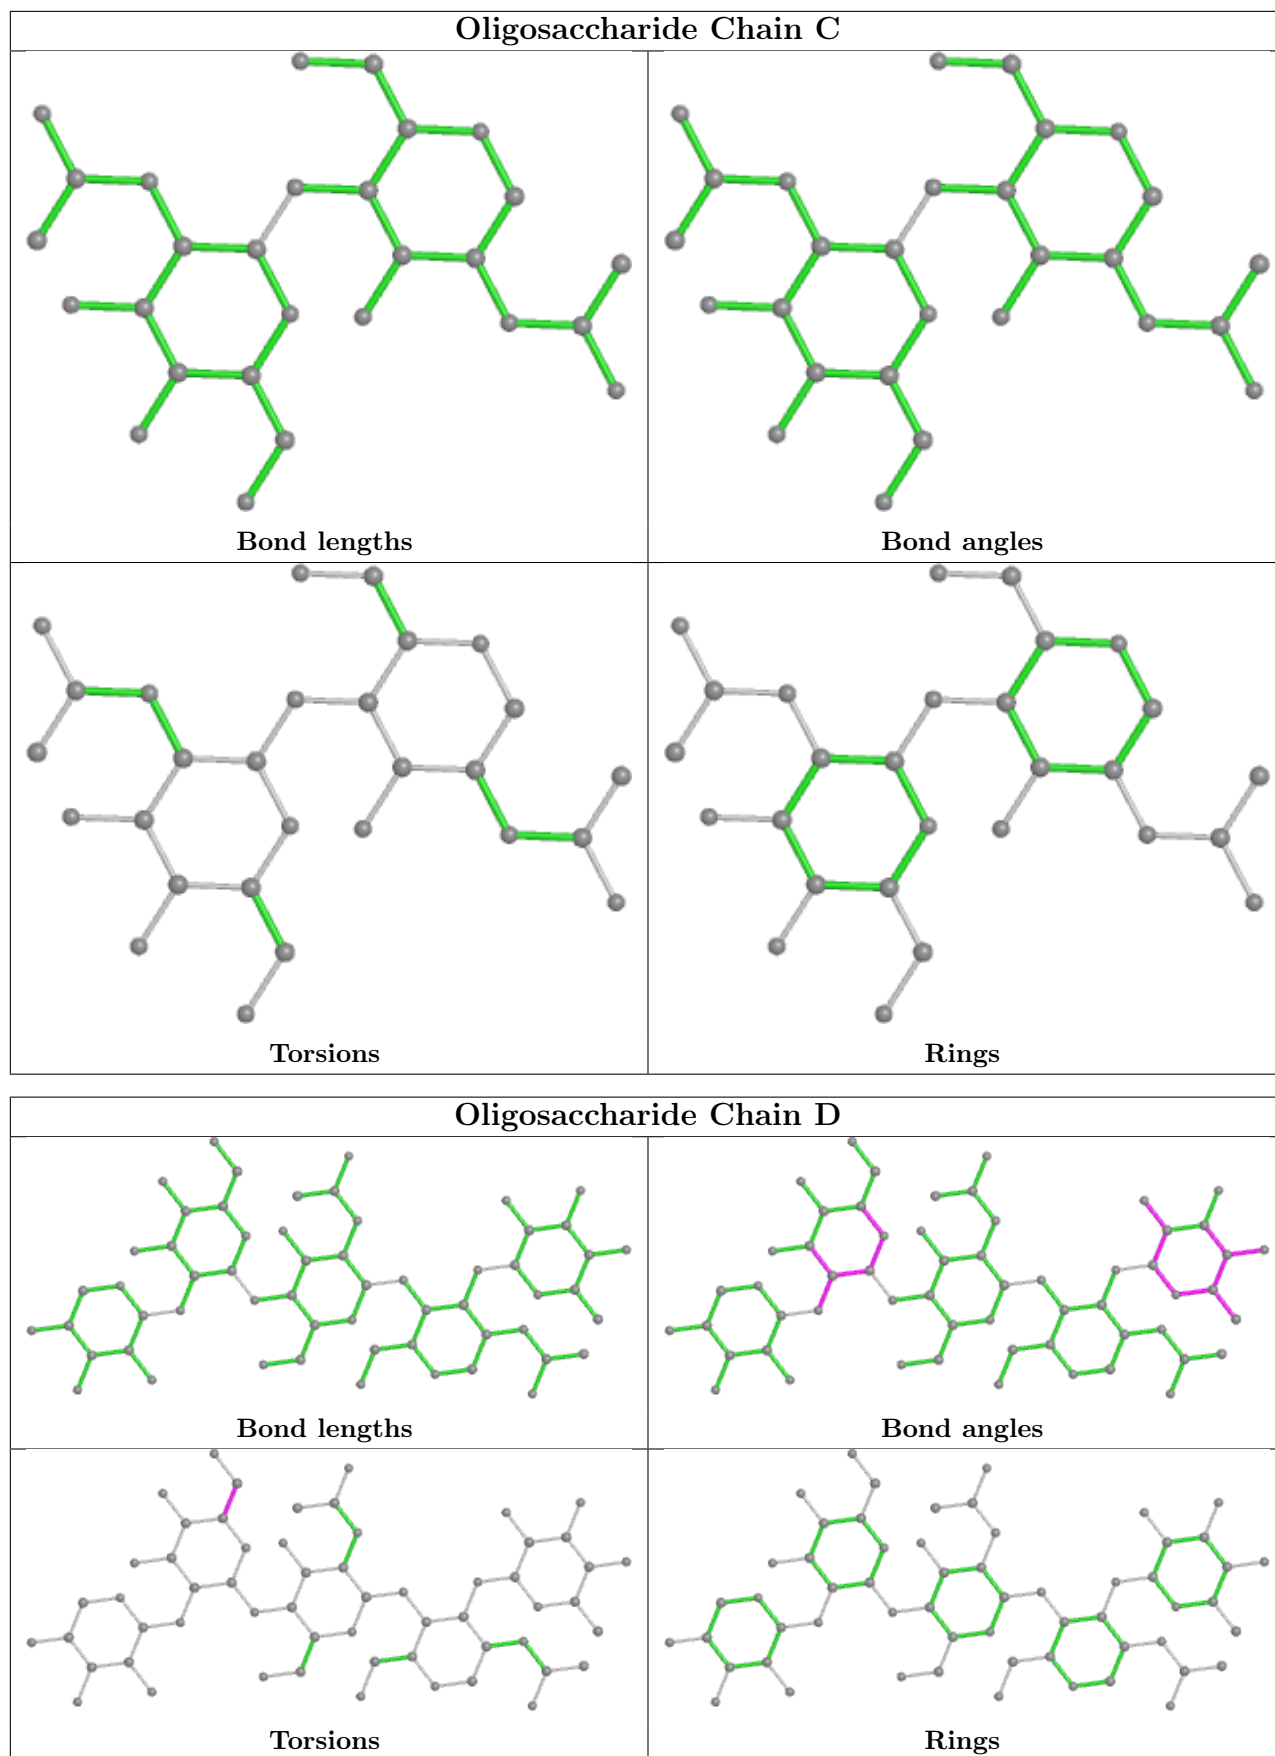 Oligosaccharide Chain C
Bond lengths
Bond angles
Torsions
Rings
Oligosaccharide Chain D
Bond lengths
Bond angles
Torsions
Rings